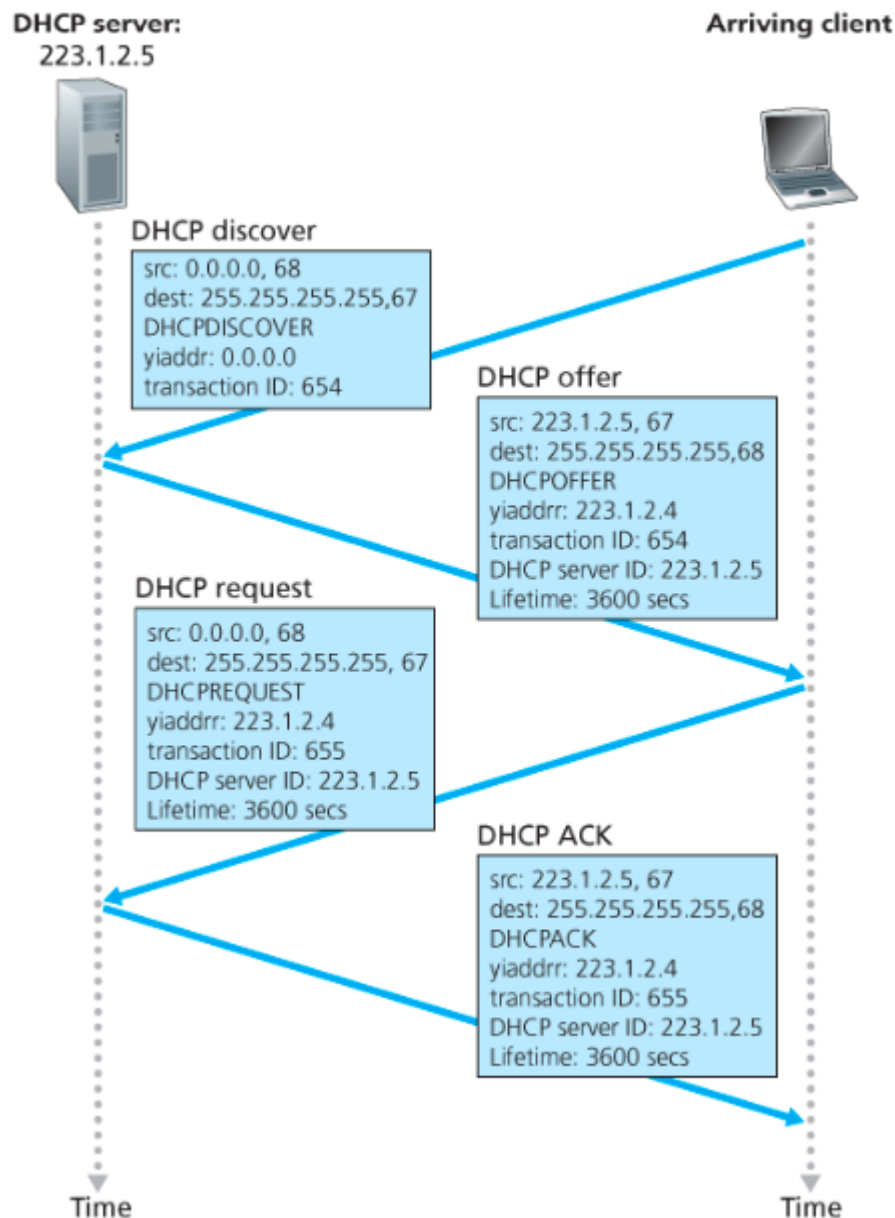 DHCP server:
223.1.2.5
Arriving client
DHCP discover
src: 0.0.0.0, 68
dest: 255.255.255.255,67
DHCPDISCOVER
yiaddr: 0.0.0.0
transaction ID: 654
DHCP offer
src: 223.1.2.5, 67
dest: 255.255.255.255,68
DHCPOFFER
yiaddrr: 223.1.2.4
transaction ID: 654
DHCP server ID: 223.1.2.5
Lifetime: 3600 secs
DHCP request
src: 0.0.0.0, 68
dest: 255.255.255.255, 67
DHCPREQUEST
yiaddrr: 223.1.2.4
transaction ID: 655
DHCP server ID: 223.1.2.5
Lifetime: 3600 secs
DHCP ACK
src: 223.1.2.5, 67
dest: 255.255.255.255,68
DHCPACK
yiaddrr: 223.1.2.4
transaction ID: 655
DHCP server ID: 223.1.2.5
Lifetime: 3600 secs
Time
Time